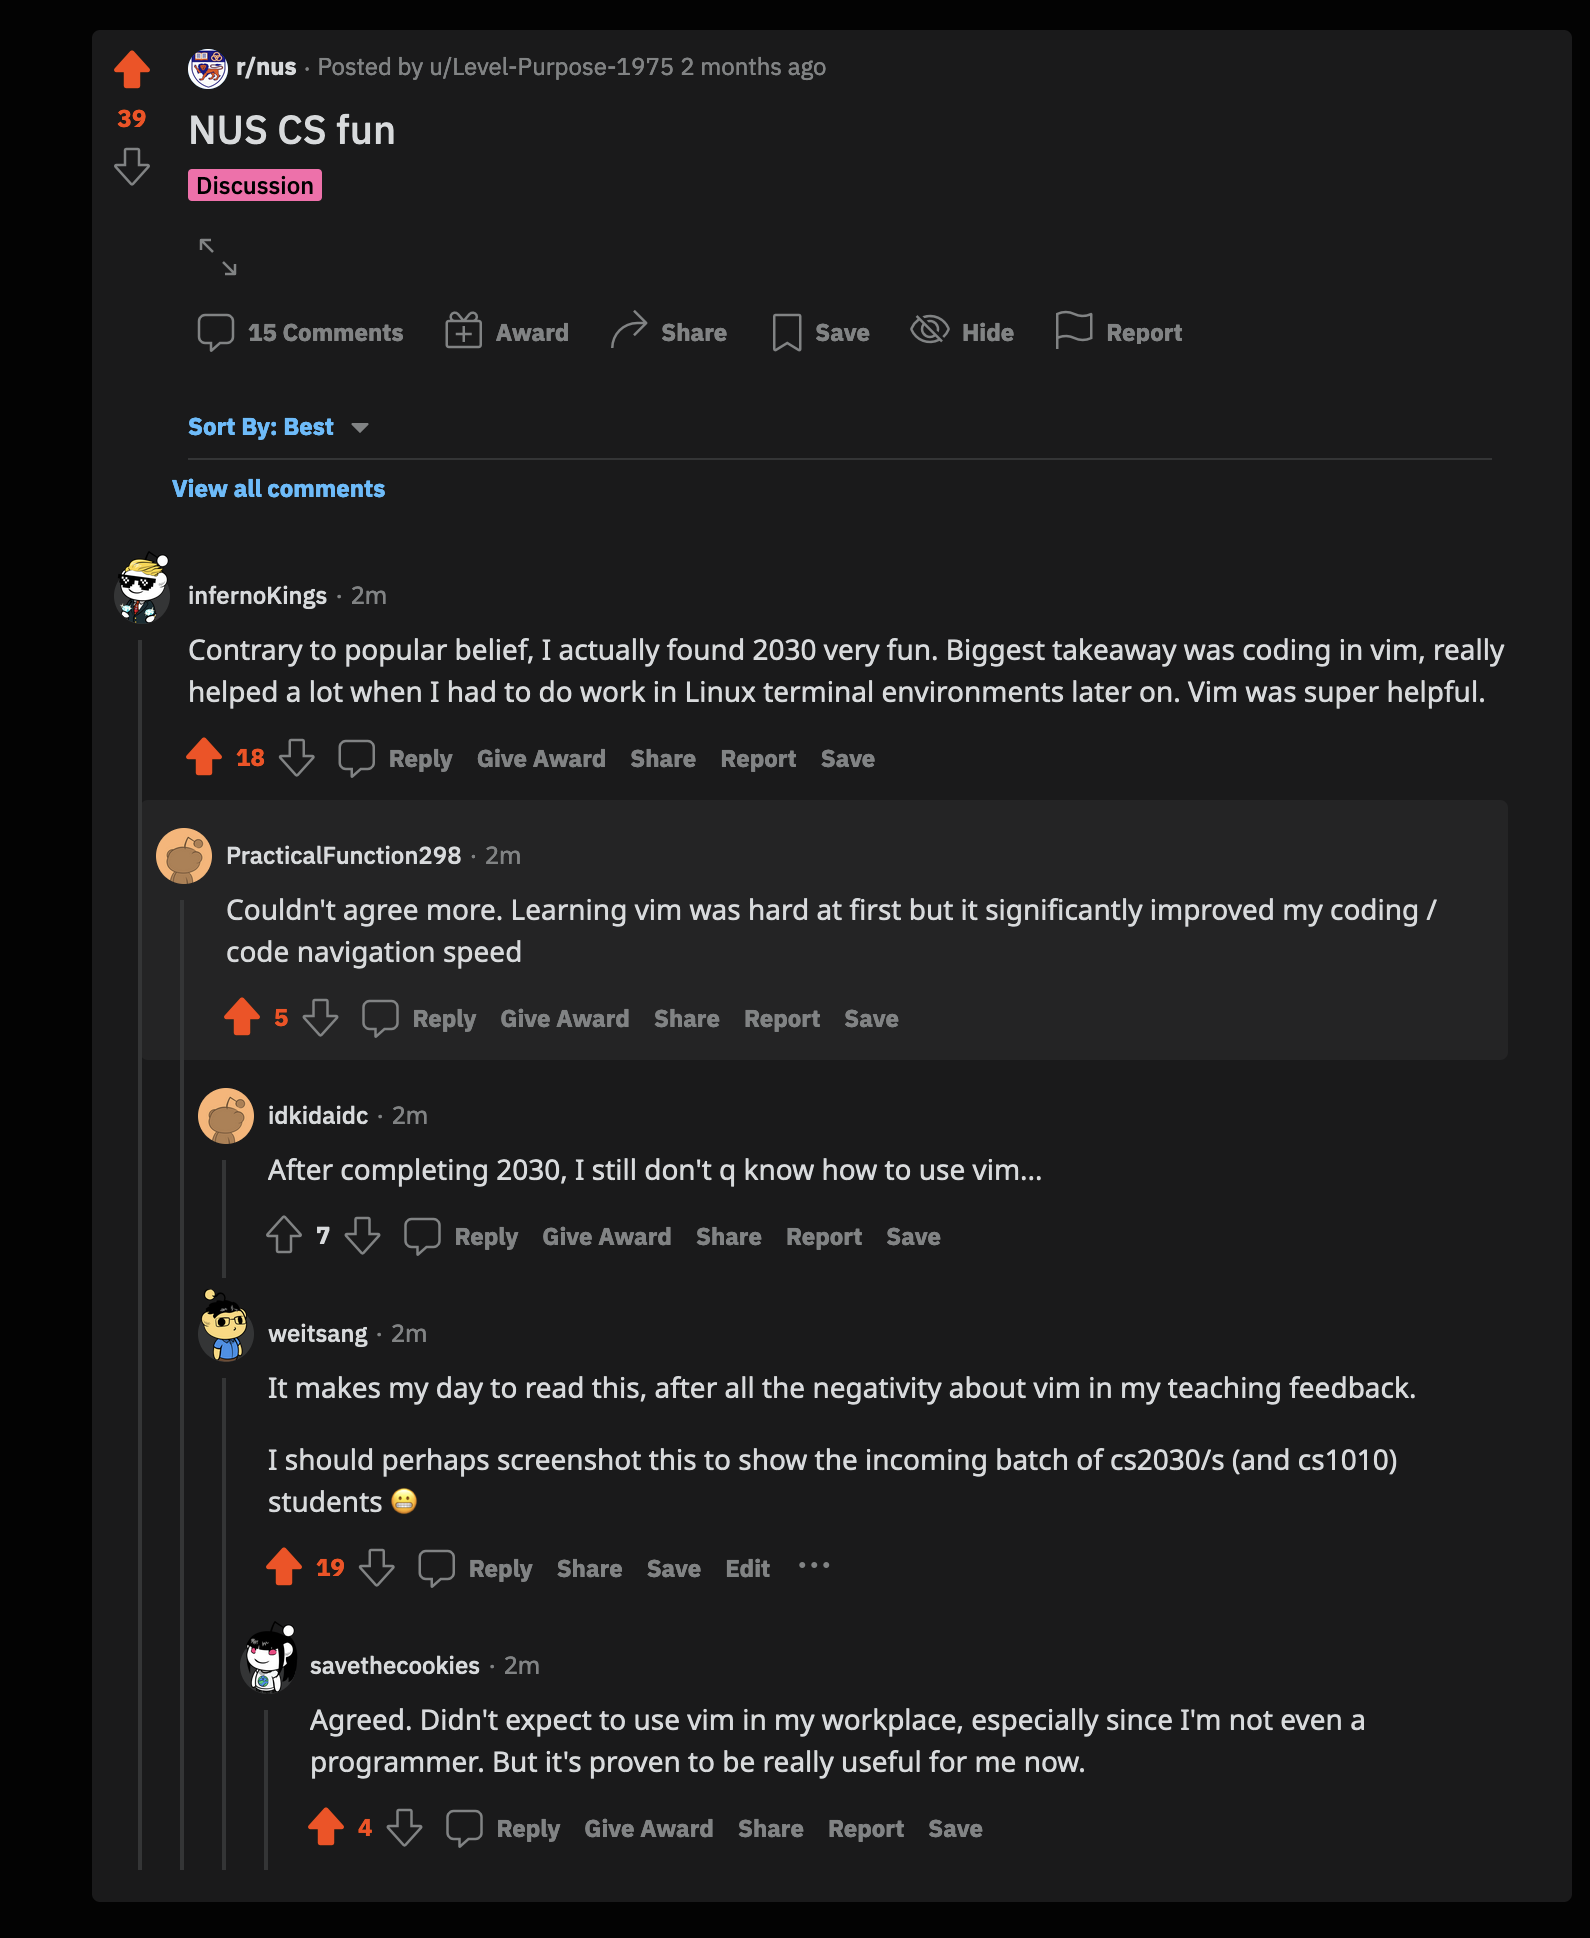 r/nus · Posted by u/Level-Purpose-1975 2 months ago
39
NUS CS fun
Discussion
15 Comments Award Share Save Hide Report
Sort By: Best
View all comments
infernoKings · 2m
Contrary to popular belief, I actually found 2030 very fun. Biggest takeaway was coding in vim, really
helped a lot when I had to do work in Linux terminal environments later on. Vim was super helpful.
18 Reply Give Award Share Report Save
PracticalFunction298 · 2m
Couldn't agree more. Learning vim was hard at first but it significantly improved my coding /
code navigation speed
5 Reply Give Award Share Report Save
idkidaidc · 2m
After completing 2030, I still don't q know how to use vim...
7 Reply Give Award Share Report Save
weitsang · 2m
It makes my day to read this, after all the negativity about vim in my teaching feedback.
I should perhaps screenshot this to show the incoming batch of cs2030/s (and cs1010)
students 😬
19 Reply Share Save Edit ...
savethecookies · 2m
Agreed. Didn't expect to use vim in my workplace, especially since I'm not even a
programmer. But it's proven to be really useful for me now.
4 Reply Give Award Share Report Save